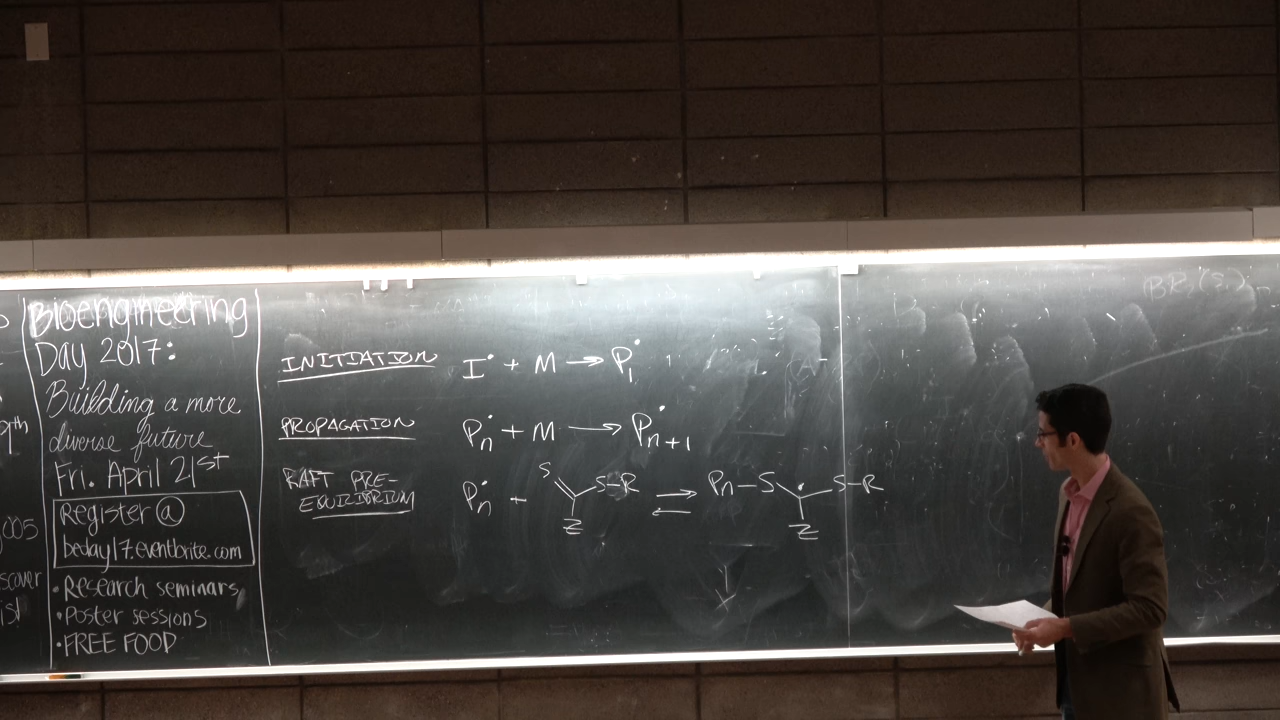 Bioengineering
Day 2017:
Building a more
diverse future
Fri. April 21st
Register @
beday17.eventbrite.com
• Research seminars
• Poster sessions
• FREE FOOD
INITIATION I• + M → P1•
PROPAGATION Pn• + M → Pn+1•
RAFT PRE-
EQUILIBRIUM Pn• + S S-R Z ⇌ Pn-S • S-R Z